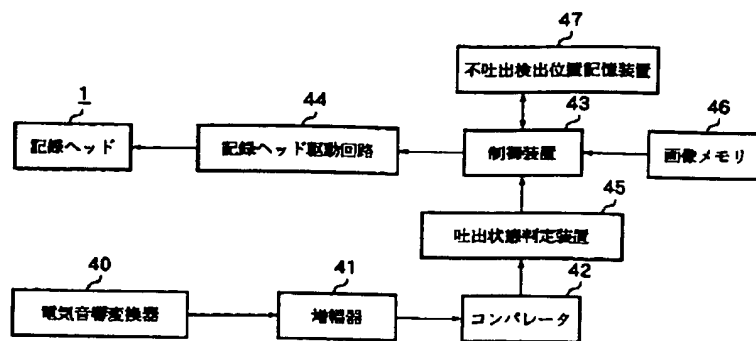 47
不吐出検出位置記憶装置
1
44
43
46
記録ヘッド
記録ヘッド駆動回路
制御装置
画像メモリ
45
吐出状態判定装置
40
41
42
電気音響変換器
増幅器
コンパレータ